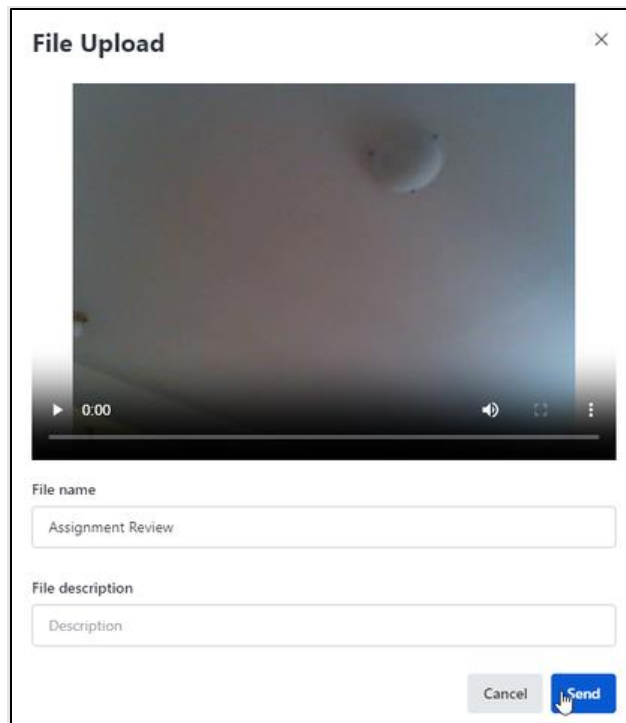 File Upload
0:00
File name
Assignment Review
File description
Description
Cancel
Send